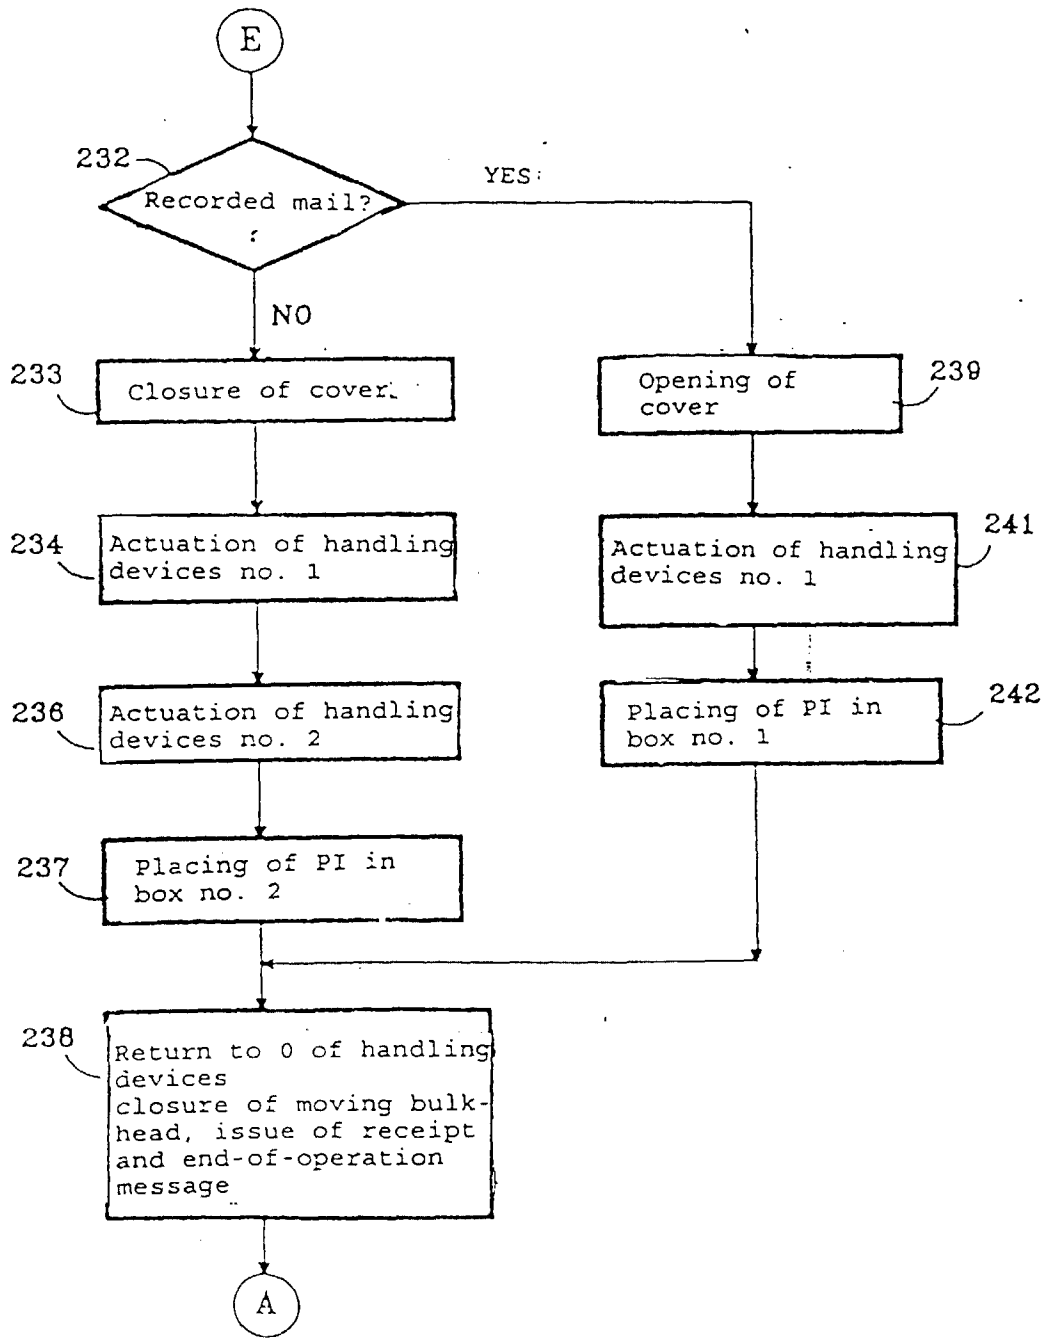 E
232
Recorded mail?
YES:
NO
233
Closure of cover.
Opening of
cover
239
234
Actuation of handling
devices no. 1
Actuation of handling
devices no. 1
241
236
Actuation of handling
devices no. 2
Placing of PI in
box no. 1
242
237
Placing of PI in
box no. 2
238
Return to 0 of handling
devices
closure of moving bulk-
head, issue of receipt
and end-of-operation
message
A